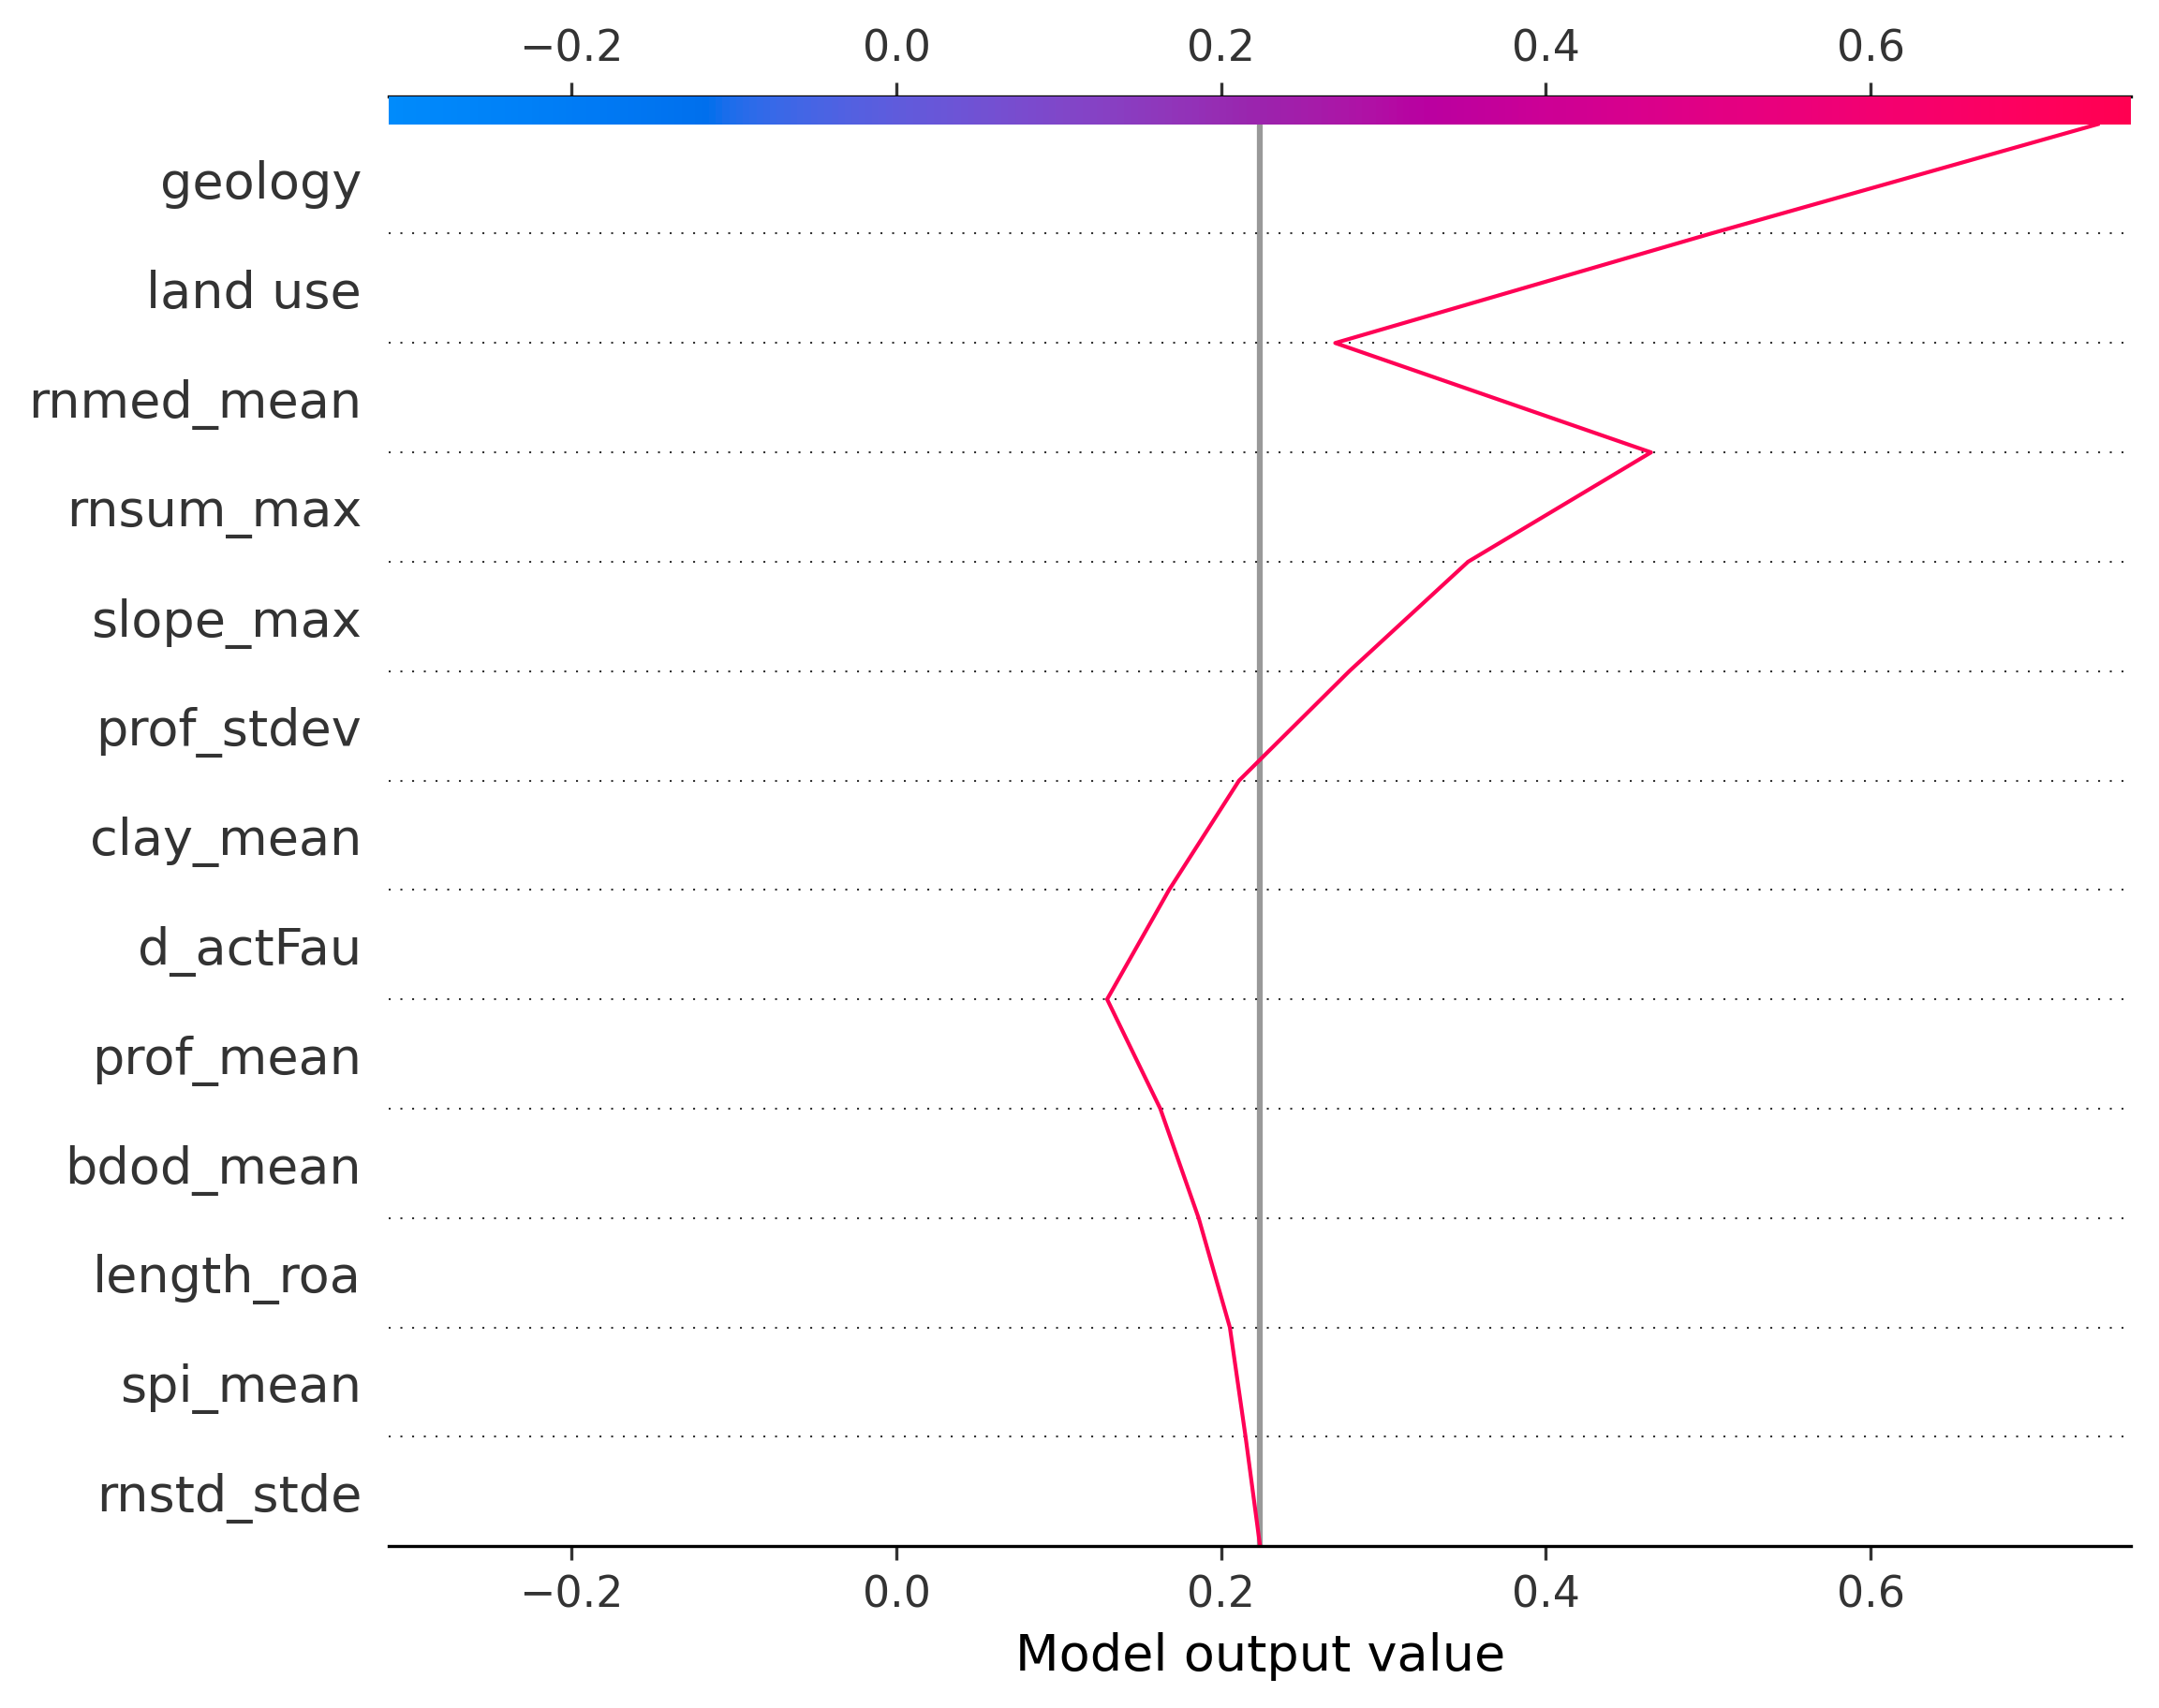 −0.2 0.0 0.2 0.4 0.6
geology
land use
rnmed_mean
rnsum_max
slope_max
prof_stdev
clay_mean
d_actFau
prof_mean
bdod_mean
length_roa
spi_mean
rnstd_stde
−0.2 0.0 0.2 0.4 0.6
Model output value